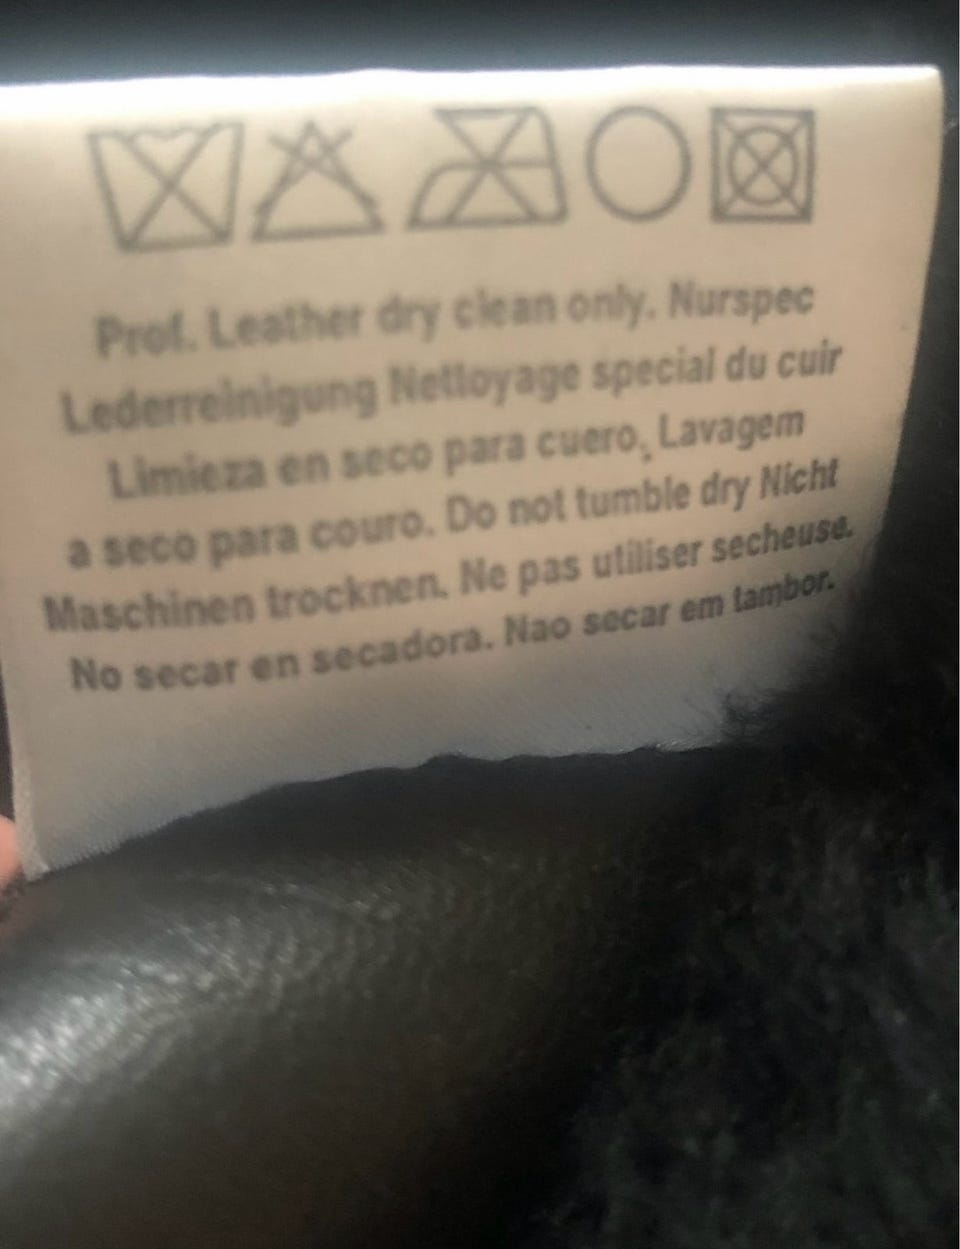 Prof. Leather dry clean only. Nurspec
Lederreinigung Nettoyage special du cuir
Limieza en seco para cuero, Lavagem
a seco para couro. Do not tumble dry Nicht
Maschinen trocknen. Ne pas utiliser secheuse.
No secar en secadora. Nao secar em tambor.